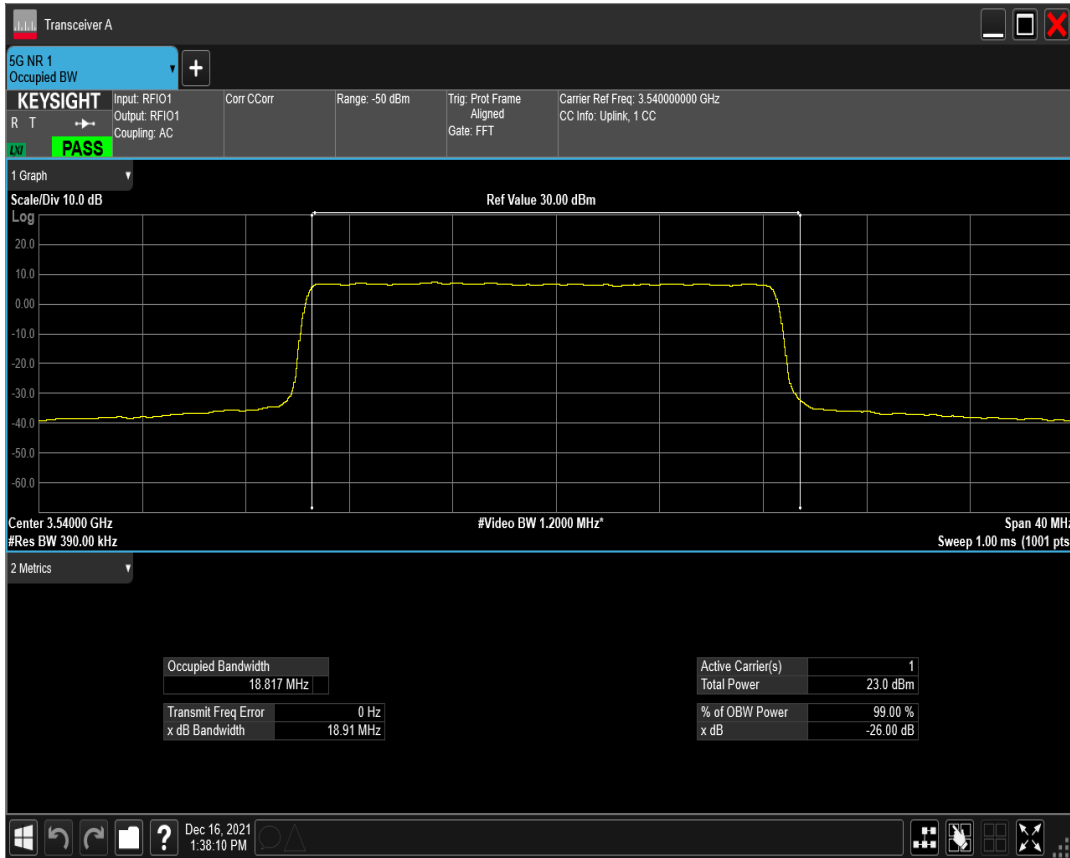 Transceiver A
5G NR 1
Occupied BW
KEYSIGHT
R T
LXI
PASS
Input: RFIO1
Output: RFIO1
Coupling: AC
Corr CCorr
Range: -50 dBm
Trig: Prot Frame
Aligned
Gate: FFT
Carrier Ref Freq: 3.540000000 GHz
CC Info: Uplink, 1 CC
1 Graph
Scale/Div 10.0 dB
Ref Value 30.00 dBm
Log
20.0
10.0
0.00
-10.0
-20.0
-30.0
-40.0
-50.0
-60.0
Center 3.54000 GHz
#Video BW 1.2000 MHz*
Span 40 MHz
#Res BW 390.00 kHz
Sweep 1.00 ms (1001 pts
2 Metrics
Occupied Bandwidth
18.817 MHz
Transmit Freq Error 0 Hz
x dB Bandwidth 18.91 MHz
Active Carrier(s) 1
Total Power 23.0 dBm
% of OBW Power 99.00 %
x dB -26.00 dB
?
Dec 16, 2021
1:38:10 PM